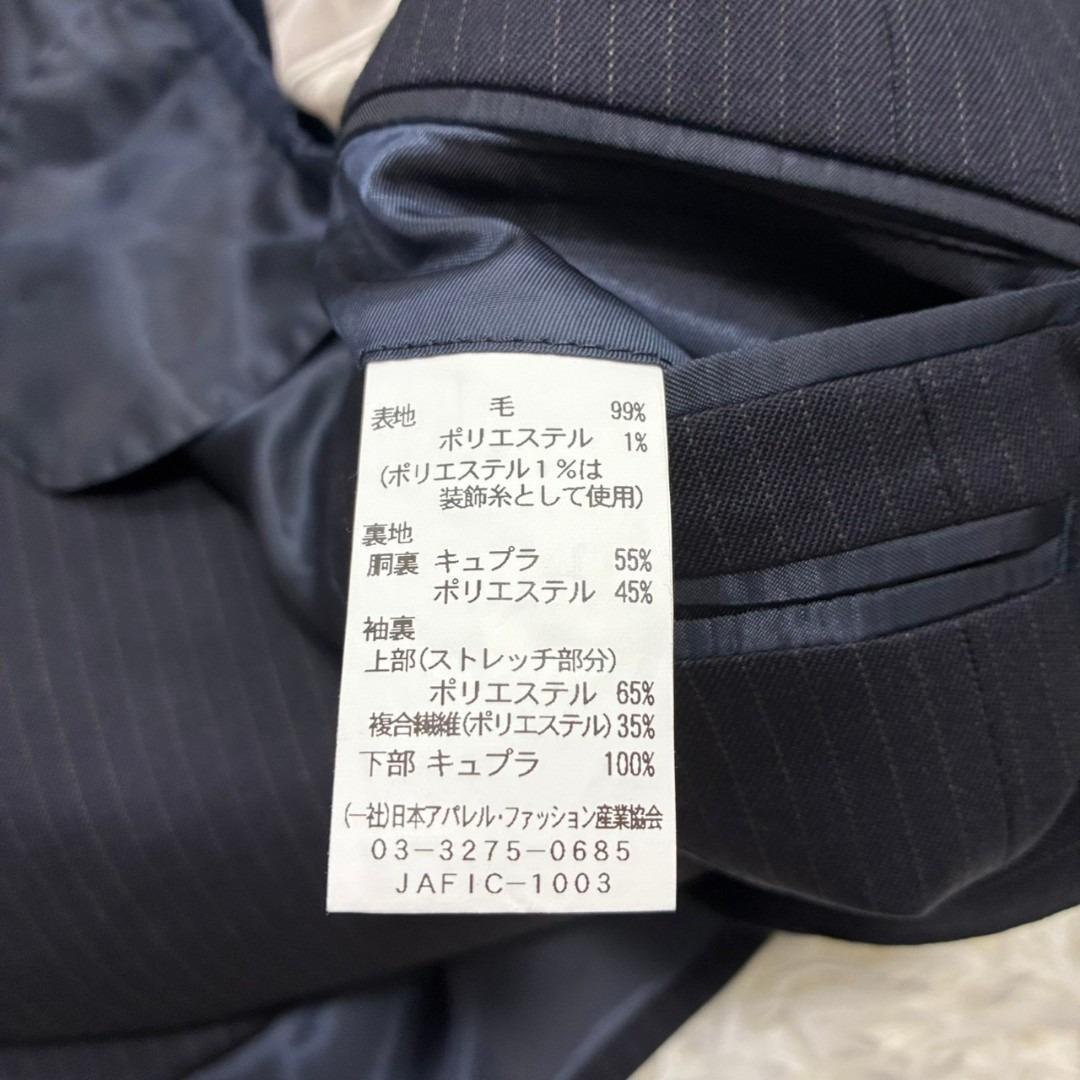 表地 毛 99%
ポリエステル 1%
(ポリエステル1%は
装飾糸として使用)
裏地
胴裏 キュプラ 55%
ポリエステル 45%
袖裏
上部(ストレッチ部分)
ポリエステル 65%
複合繊維(ポリエステル)35%
下部 キュプラ 100%
(一社)日本アパレル・ファッション産業協会
03-3275-0685
JAFIC-1003